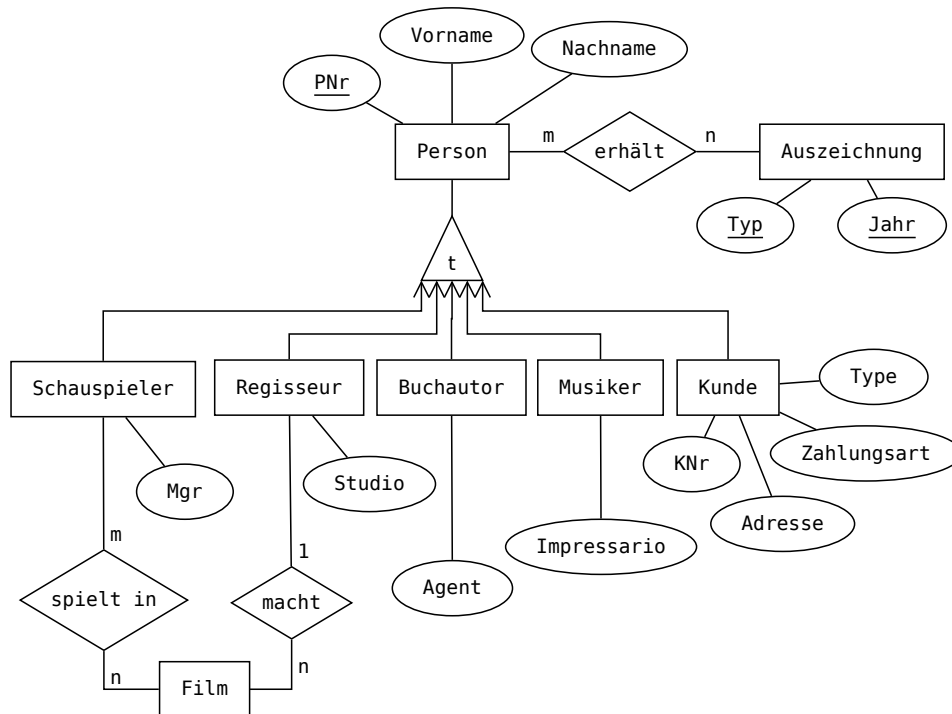 Vorname
Nachname
PNr
Person
m
erhält
n
Auszeichnung
Typ
Jahr
t
Schauspieler
Regisseur
Buchautor
Musiker
Kunde
Type
Zahlungsart
KNr
Mgr
Studio
Adresse
Impressario
Agent
m
1
spielt in
macht
n
n
Film